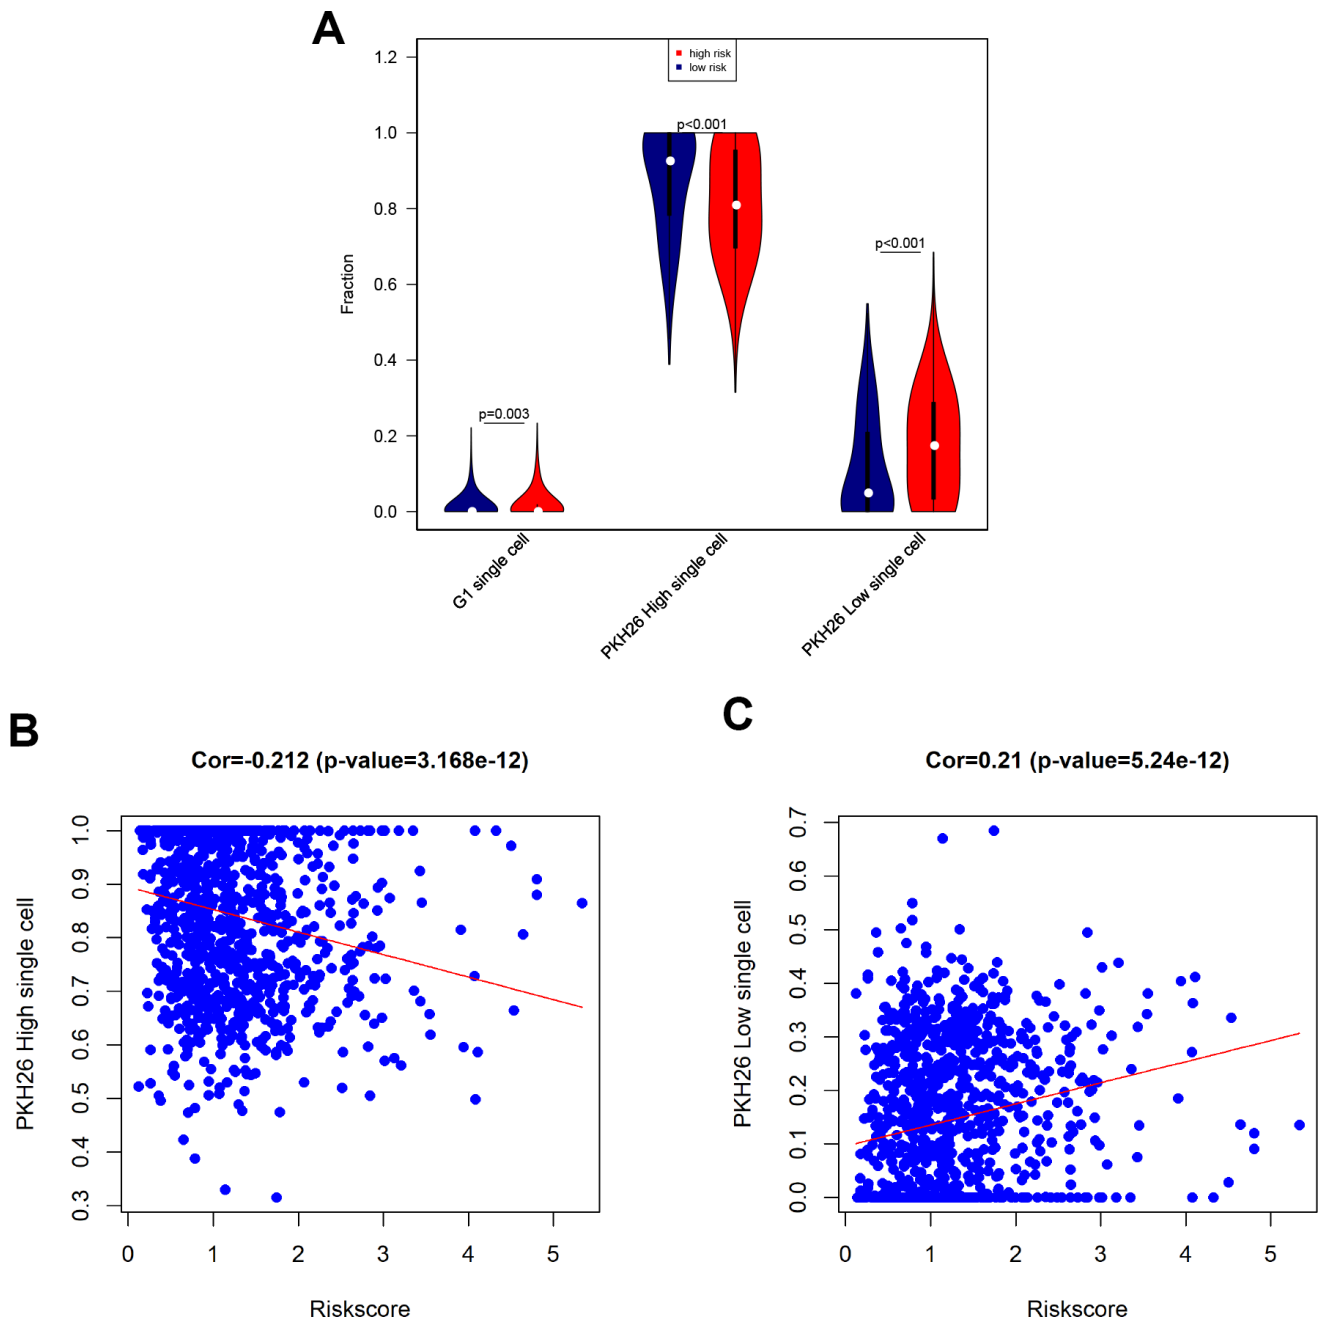 A
high risk
low risk
1.2
1.0
0.8
0.6
0.4
0.2
0.0
Fraction
p=0.003
p<0.001
p<0.001
G1 single cell
PKH26 High single cell
PKH26 Low single cell
B
Cor=-0.212 (p-value=3.168e-12)
1.0
0.9
0.8
0.7
0.6
0.5
0.4
0.3
PKH26 High single cell
0 1 2 3 4 5
Riskscore
C
Cor=0.21 (p-value=5.24e-12)
0.7
0.6
0.5
0.4
0.3
0.2
0.1
0.0
PKH26 Low single cell
0 1 2 3 4 5
Riskscore